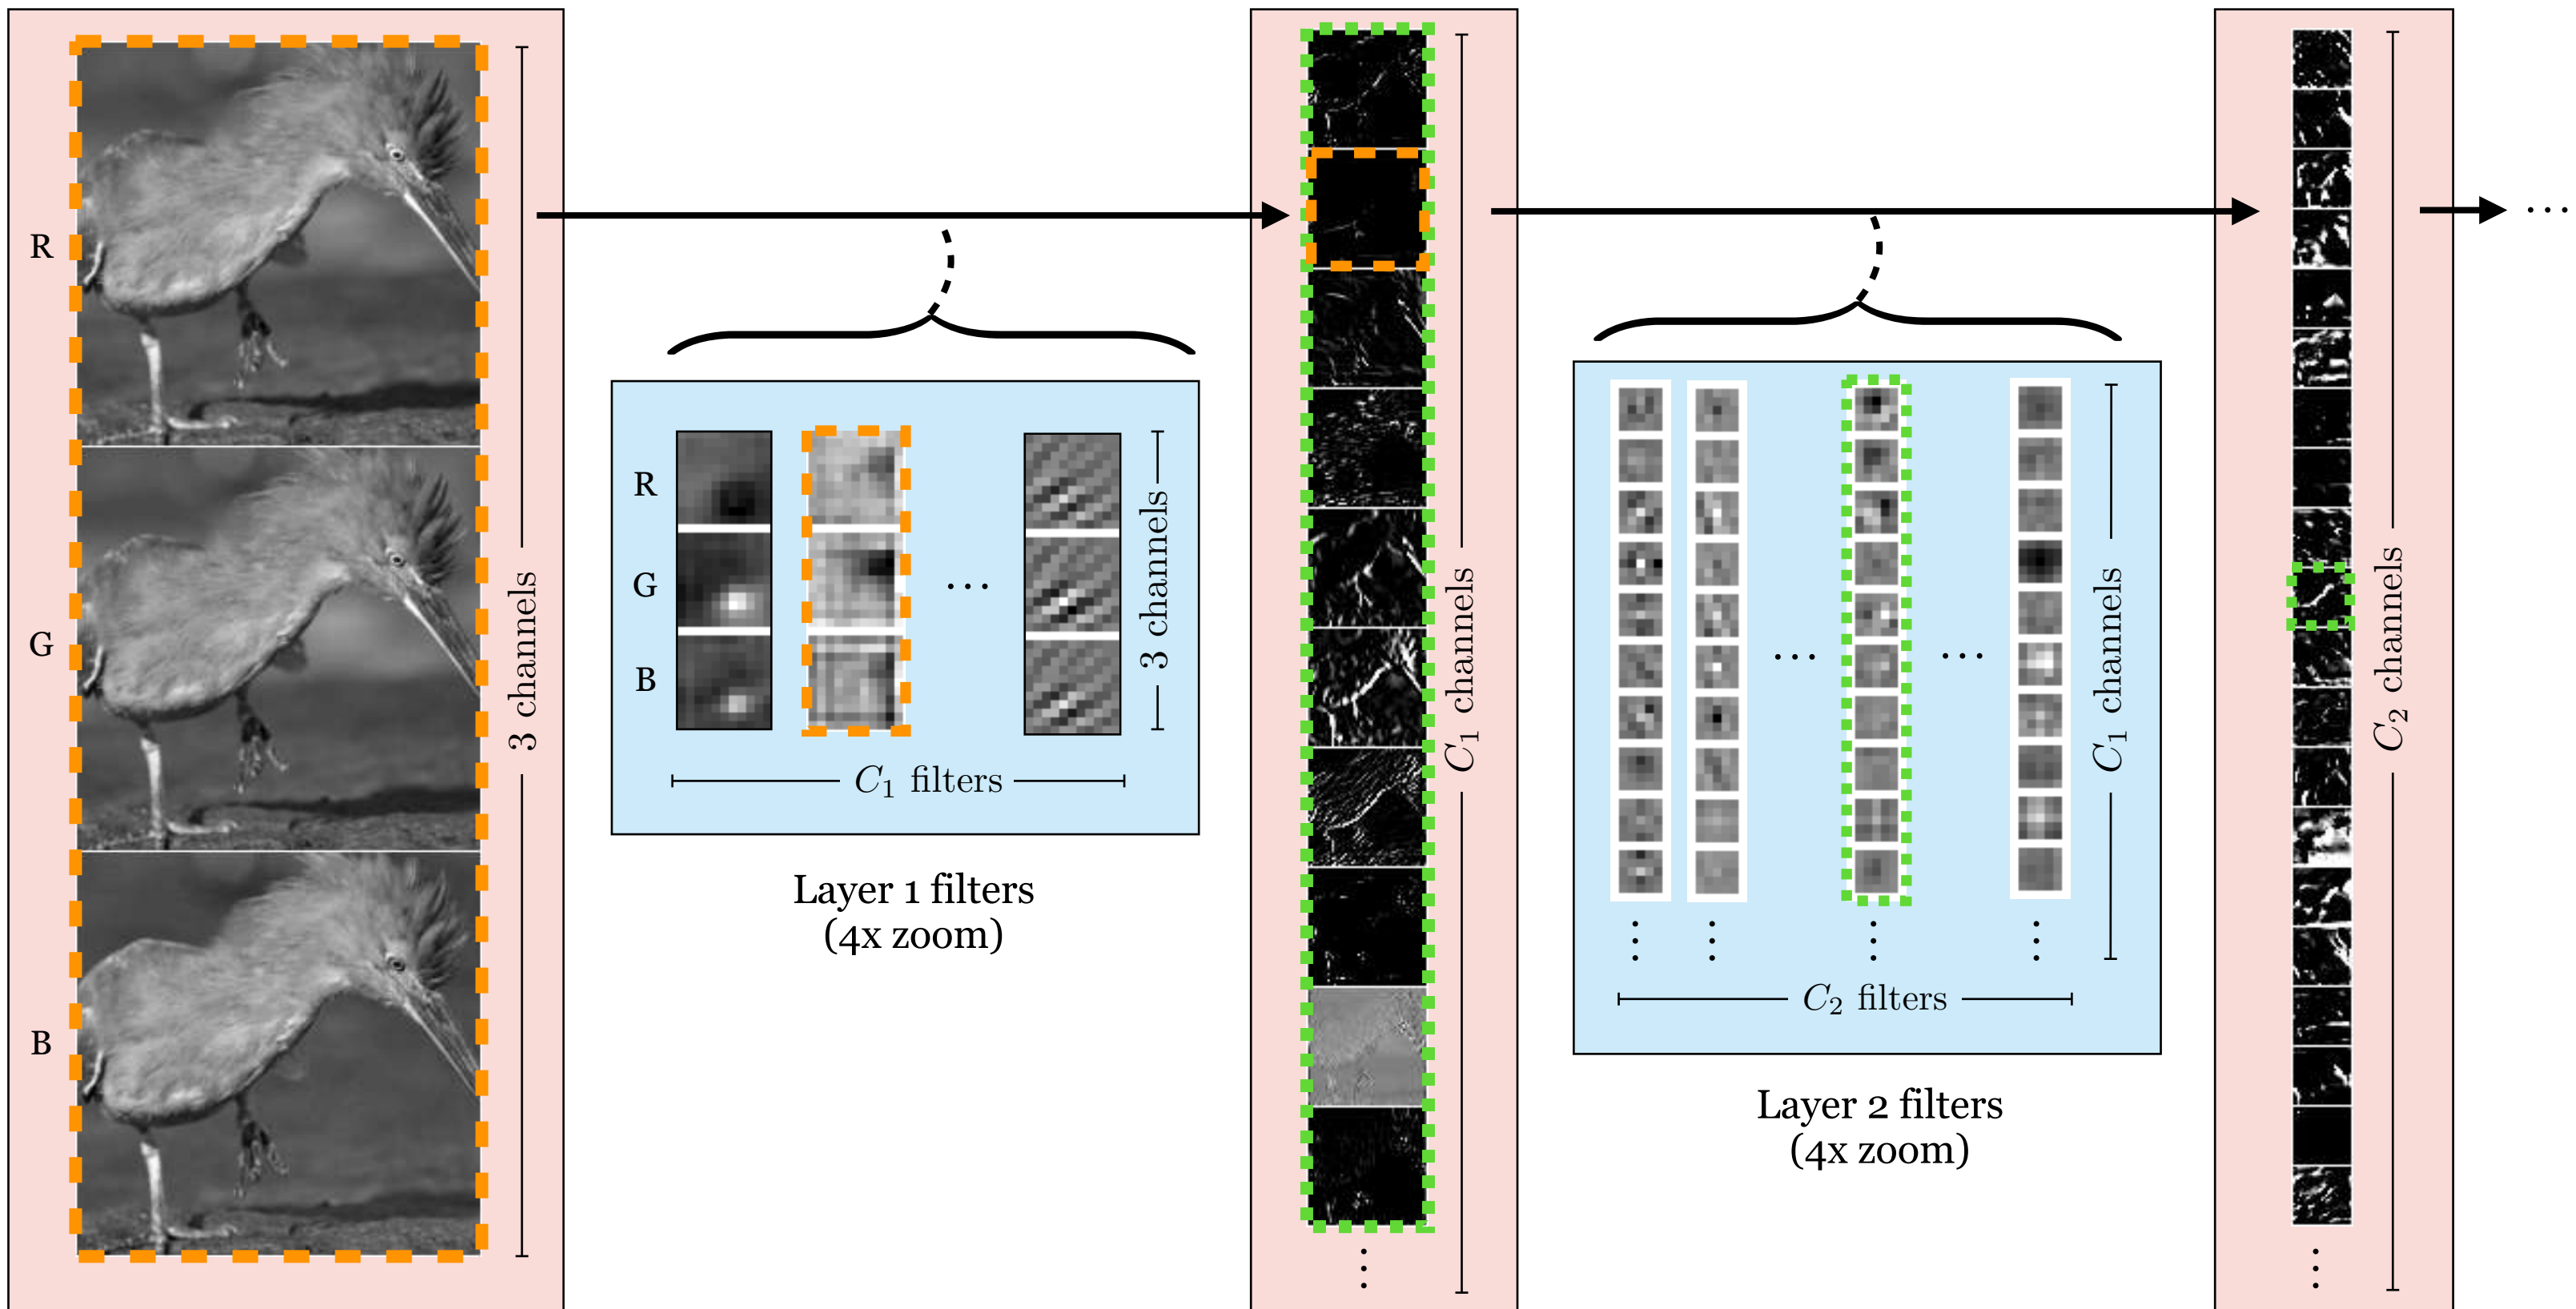 R
G
B
3 channels
R
G
B
...
3 channels
C₁ filters
Layer 1 filters
(4x zoom)
C₁ channels
⋮
...
...
C₁ channels
⋮
⋮
⋮
⋮
C₂ filters
Layer 2 filters
(4x zoom)
C₂ channels
⋮
...